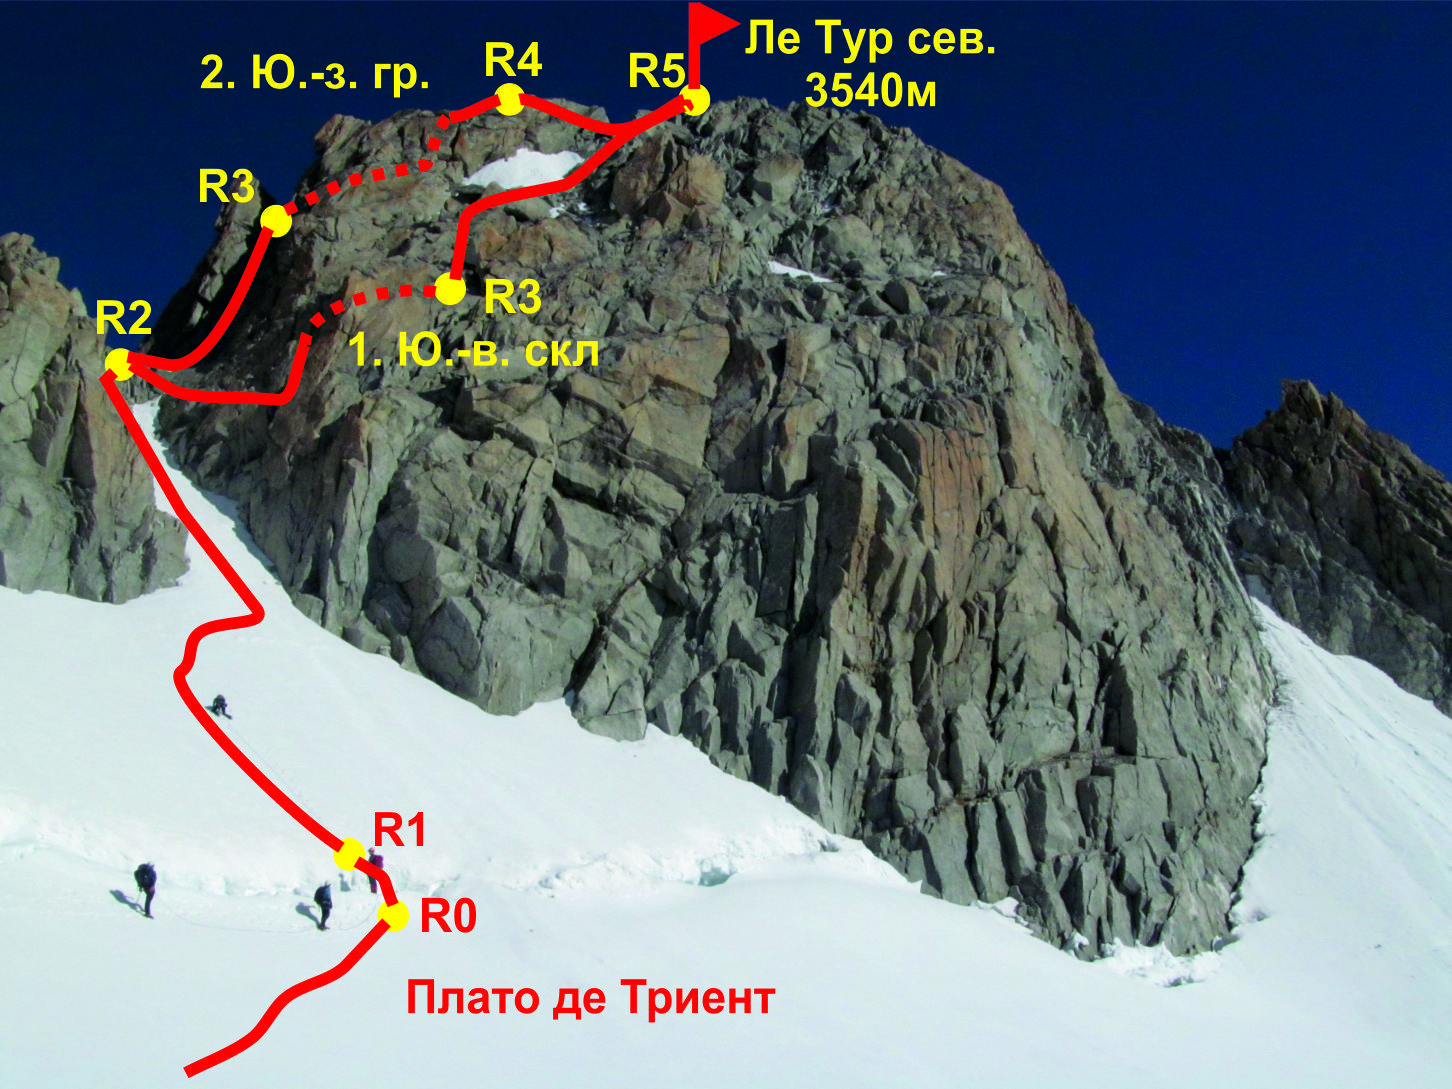 Ле Тур сев.
3540м
2. Ю.-з. гр.
R4
R5
R3
R2
R3
1. Ю.-в. скл
R1
R0
Плато де Триент